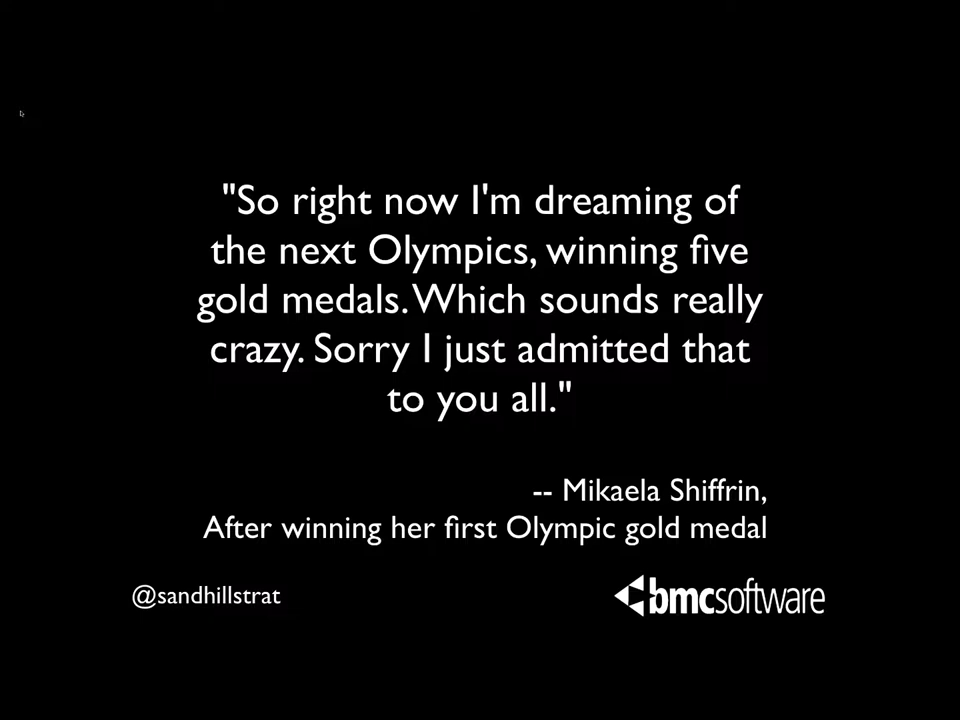 "So right now I'm dreaming of
the next Olympics, winning five
gold medals. Which sounds really
crazy. Sorry I just admitted that
to you all."
-- Mikaela Shiffrin,
After winning her first Olympic gold medal
@sandhillstrat
bmcsoftware